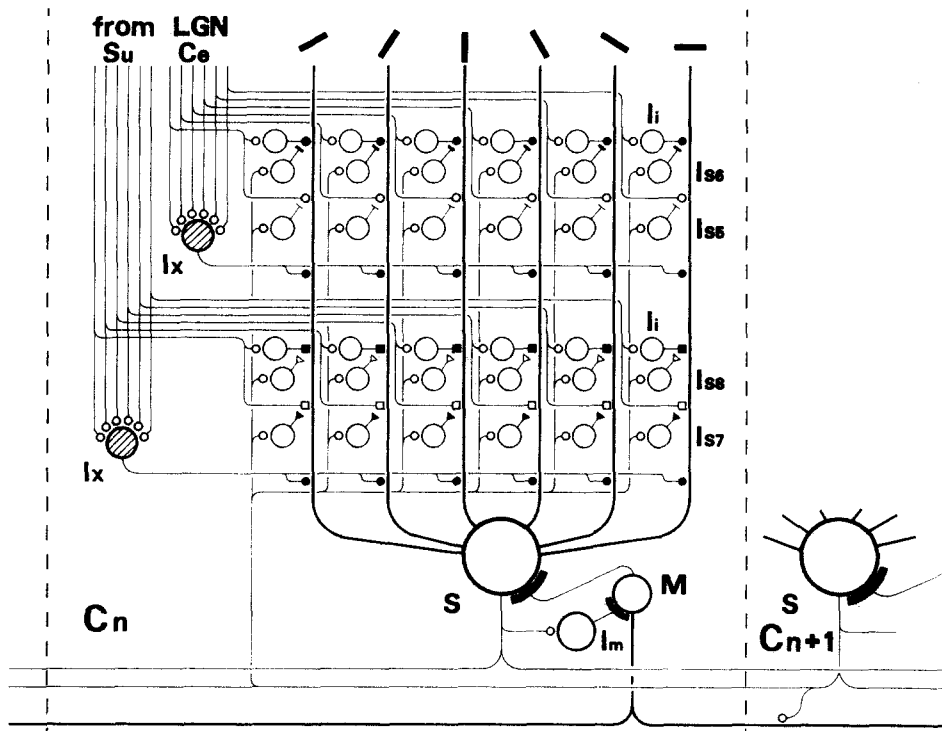 from LGN
Su Ce
Ii
IS6
IS5
Ix
Ii
IS8
IS7
Ix
S
M
Im
Cn
S
Cn+1